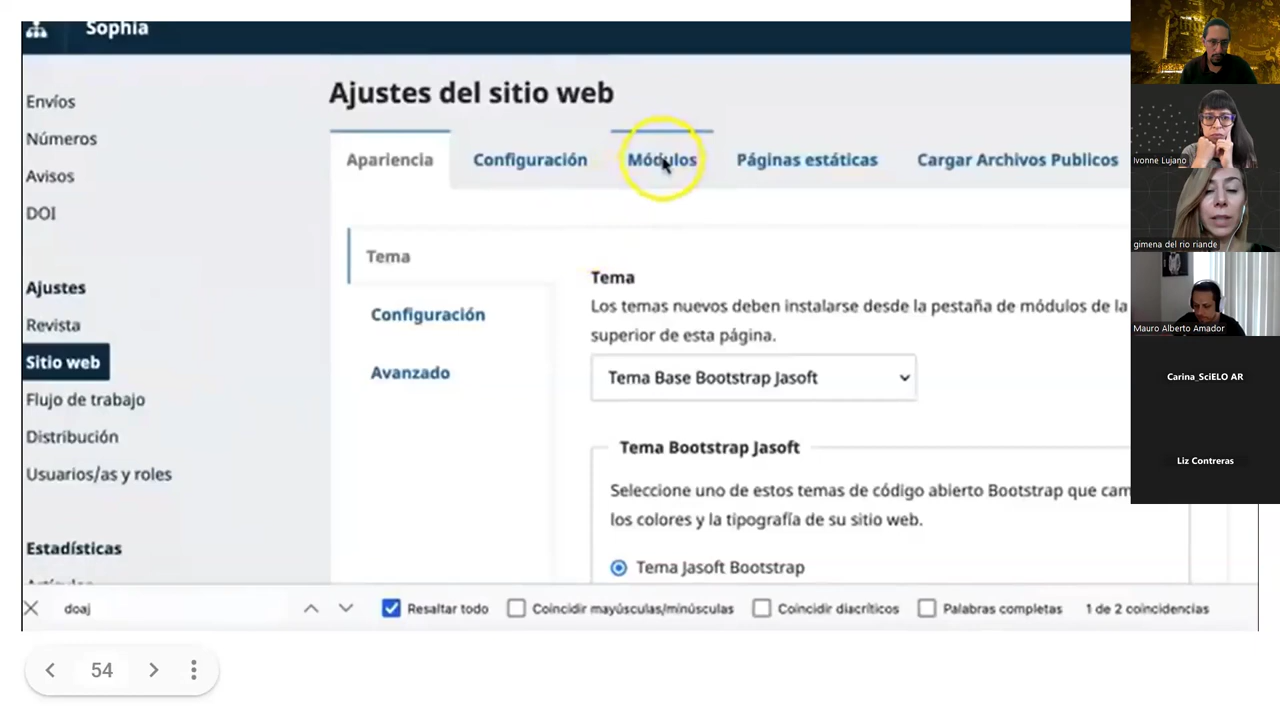 Sophia
Envíos
Números
Avisos
DOI
Ajustes
Revista
Sitio web
Flujo de trabajo
Distribución
Usuarios/as y roles
Estadísticas
Ajustes del sitio web
Apariencia
Configuración
Módulos
Páginas estáticas
Cargar Archivos Publicos
Tema
Configuración
Avanzado
Tema
Los temas nuevos deben instalarse desde la pestaña de módulos de la
superior de esta página.
Tema Base Bootstrap Jasoft
Tema Bootstrap Jasoft
Seleccione uno de estos temas de código abierto Bootstrap que cam
los colores y la tipografía de su sitio web.
Tema Jasoft Bootstrap
doaj
Resaltar todo
Coincidir mayúsculas/minúsculas
Coincidir diacríticos
Palabras completas
1 de 2 coincidencias
54
Ivonne Lujano
gimena del rio riande
Mauro Alberto Amador
Carina_SciELO AR
Liz Contreras